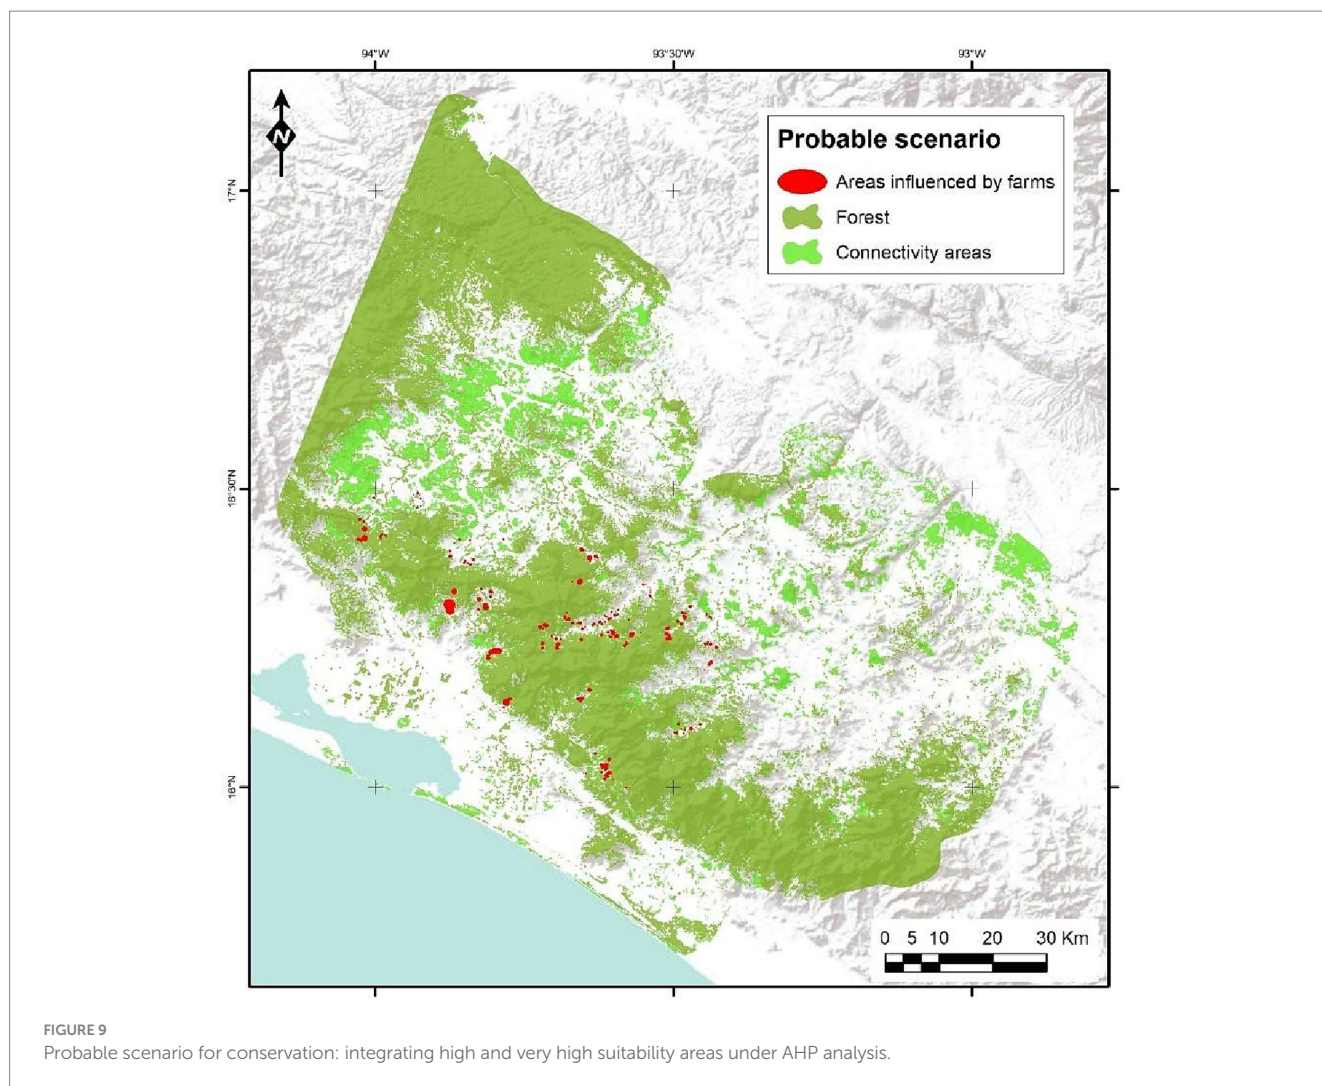 94°W 93°30'W 93°W
N
Probable scenario
Areas influenced by farms
Forest
Connectivity areas
17°N
16°30'N
16°N
0 5 10 20 30 Km
FIGURE 9
Probable scenario for conservation: integrating high and very high suitability areas under AHP analysis.